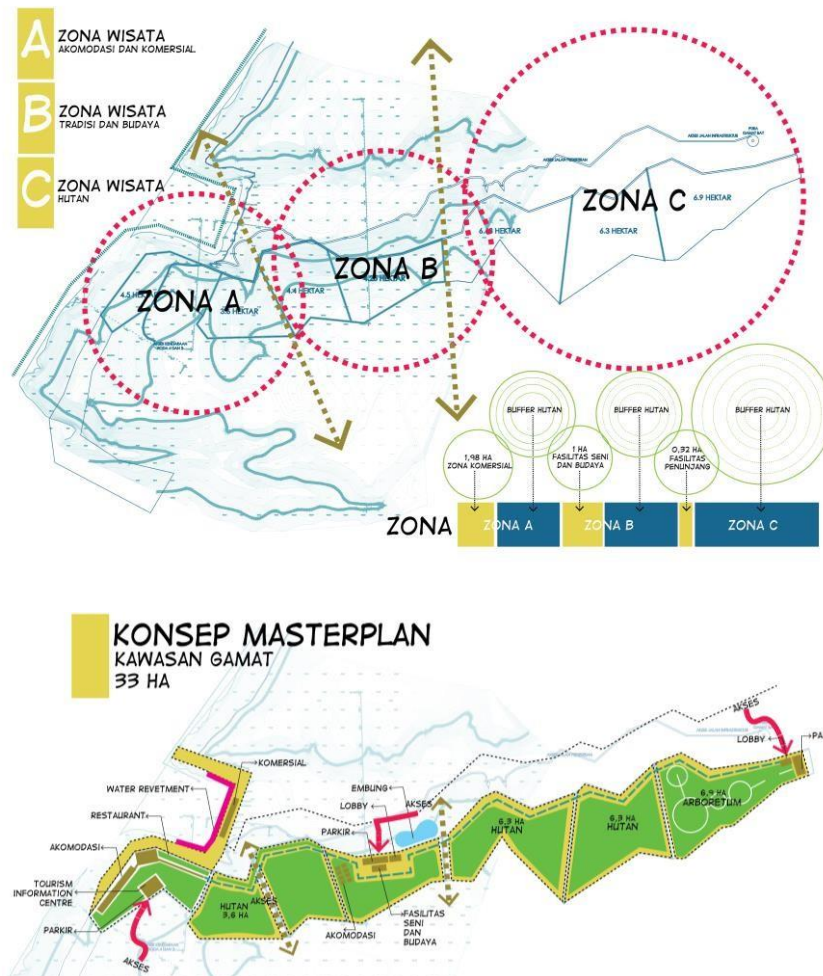 A
ZONA WISATA
AKOMODASI DAN KOMERSIAL
B
ZONA WISATA
TRADISI DAN BUDAYA
C
ZONA WISATA
HUTAN
ZONA A
ZONA B
ZONA C
3.6 HEKTAR
4.4 HEKTAR
HEKTAR
HEKTAR
6.3 HEKTAR
6.9 HEKTAR
BUFFER HUTAN
BUFFER HUTAN
BUFFER HUTAN
1,98 HA
ZONA KOMERSIAL
1 HA
FASILITAS SENI
DAN BUDAYA
0,32 HA
FASILITAS
PENUNJANG
ZONA
ZONA A
ZONA B
ZONA C
KONSEP MASTERPLAN
KAWASAN GAMAT
33 HA
AKSES
LOBBY
PA
KOMERSIAL
WATER REVETMENT
RESTAURANT
AKOMODASI
TOURISM
INFORMATION
CENTRE
PARKIR
AKSES
HUTAN
3,6 HA
AKSES
EMBUNG
LOBBY
AKSES
PARKIR
AKOMODASI
FASILITAS
SENI
DAN
BUDAYA
6,3 HA
HUTAN
6,3 HA
HUTAN
6,9 HA
ARBORETUM